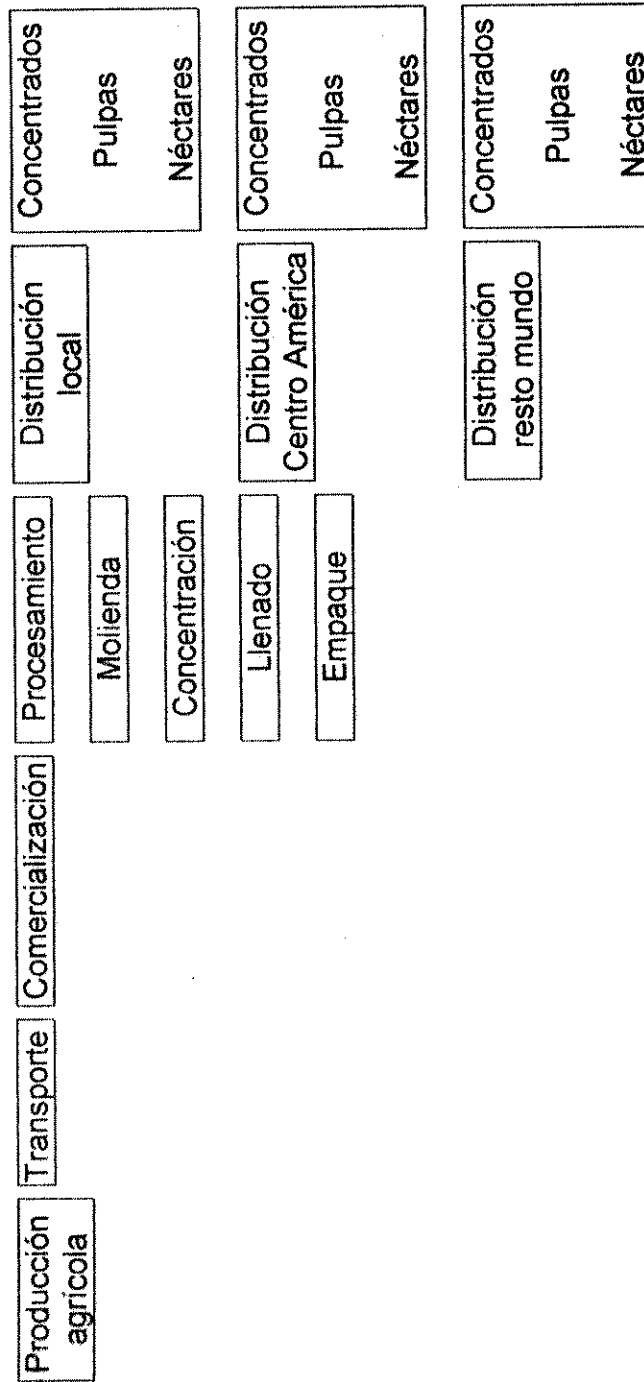 Producción
agrícola
Transporte
Comercialización
Procesamiento
Molienda
Concentración
Llenado
Empaque
Distribución
local
Concentrados
Pulpas
Néctares
Distribución
Centro América
Concentrados
Pulpas
Néctares
Distribución
resto mundo
Concentrados
Pulpas
Néctares